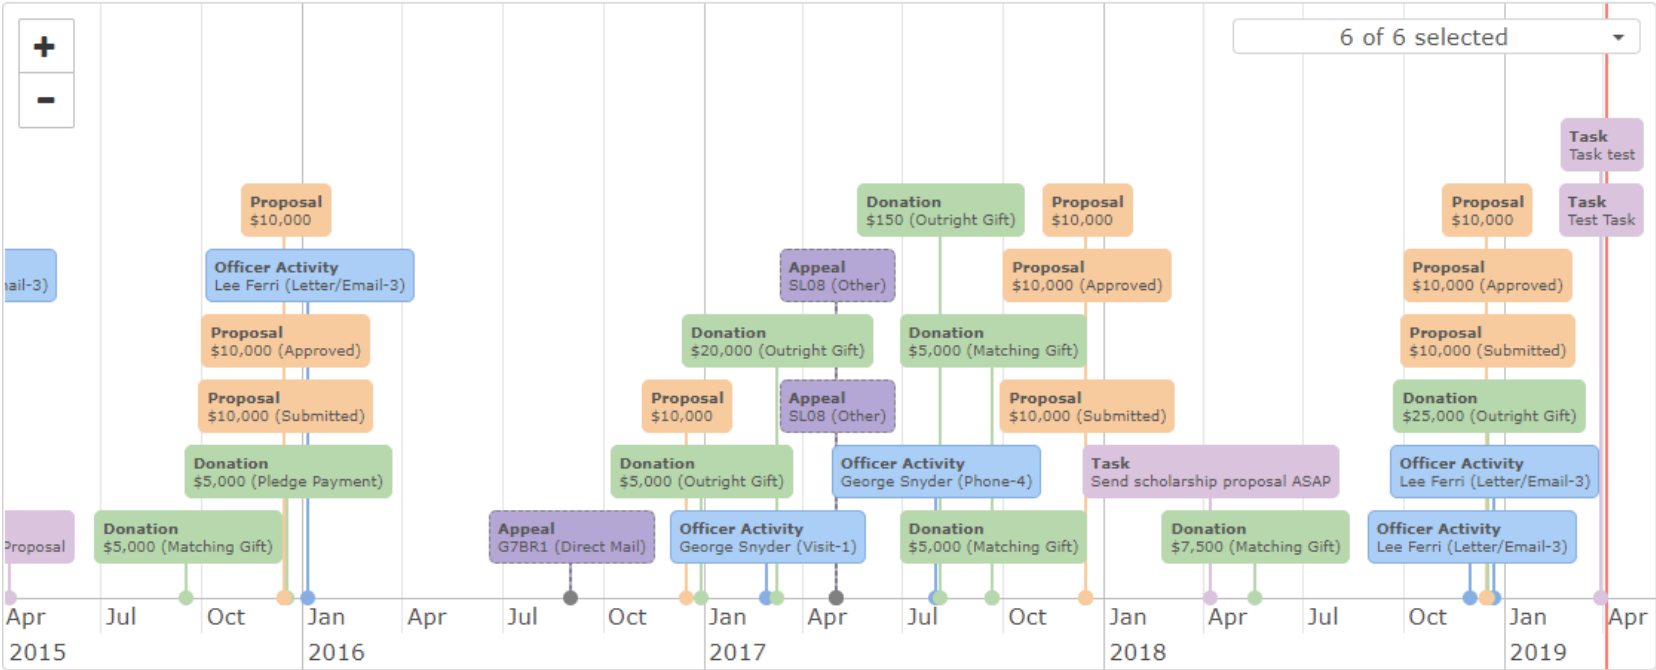 +
6 of 6 selected
-
Task
Task test
Proposal
$10,000
Donation
$150 (Outright Gift)
Proposal
$10,000
Proposal
$10,000
Task
Test Task
ail-3)
Officer Activity
Lee Ferri (Letter/Email-3)
Appeal
SL08 (Other)
Proposal
$10,000 (Approved)
Proposal
$10,000 (Approved)
Proposal
$10,000 (Approved)
Donation
$20,000 (Outright Gift)
Donation
$5,000 (Matching Gift)
Proposal
$10,000 (Submitted)
Proposal
$10,000 (Submitted)
Proposal
$10,000
Appeal
SL08 (Other)
Proposal
$10,000 (Submitted)
Donation
$25,000 (Outright Gift)
Donation
$5,000 (Pledge Payment)
Donation
$5,000 (Outright Gift)
Officer Activity
George Snyder (Phone-4)
Task
Send scholarship proposal ASAP
Officer Activity
Lee Ferri (Letter/Email-3)
Proposal
Donation
$5,000 (Matching Gift)
Appeal
G7BR1 (Direct Mail)
Officer Activity
George Snyder (Visit-1)
Donation
$5,000 (Matching Gift)
Donation
$7,500 (Matching Gift)
Officer Activity
Lee Ferri (Letter/Email-3)
Apr Jul Oct Jan Apr Jul Oct Jan Apr Jul Oct Jan Apr Jul Oct Jan Apr
2015 2016 2017 2018 2019